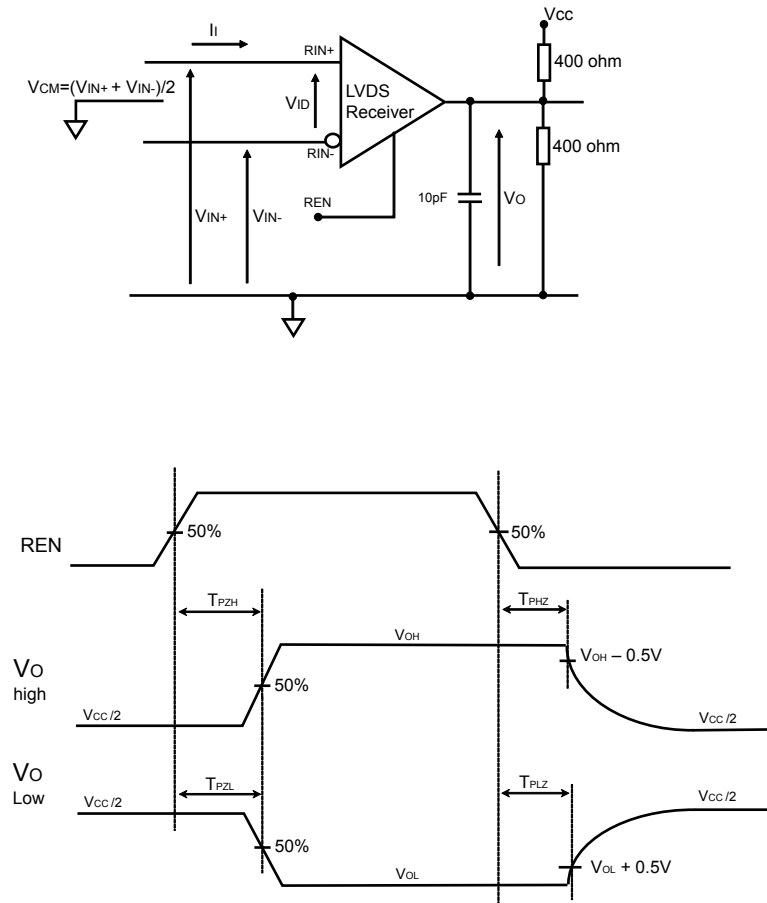 Vcc
II
RIN+
400 ohm
VCM=(VIN+ + VIN-)/2
VID
LVDS
Receiver
RIN-
400 ohm
REN
10pF
VO
VIN+
VIN-
REN
50%
50%
TPZH
TPHZ
VOH
VO
high
VOH – 0.5V
50%
VCC/2
VCC/2
VO
Low
TPZL
TPLZ
VCC/2
VCC/2
50%
VOL
VOL + 0.5V